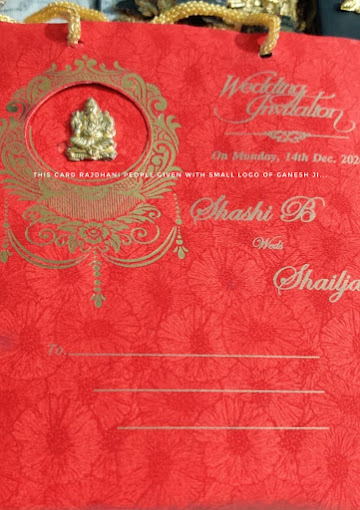 Wedding
Invitation
On Monday, 14th Dec. 202
THIS CARD RAJDHANI PEOPLE GIVEN WITH SMALL LOGO OF GANESH JI...
Shashi B
Weds
Shailja
To